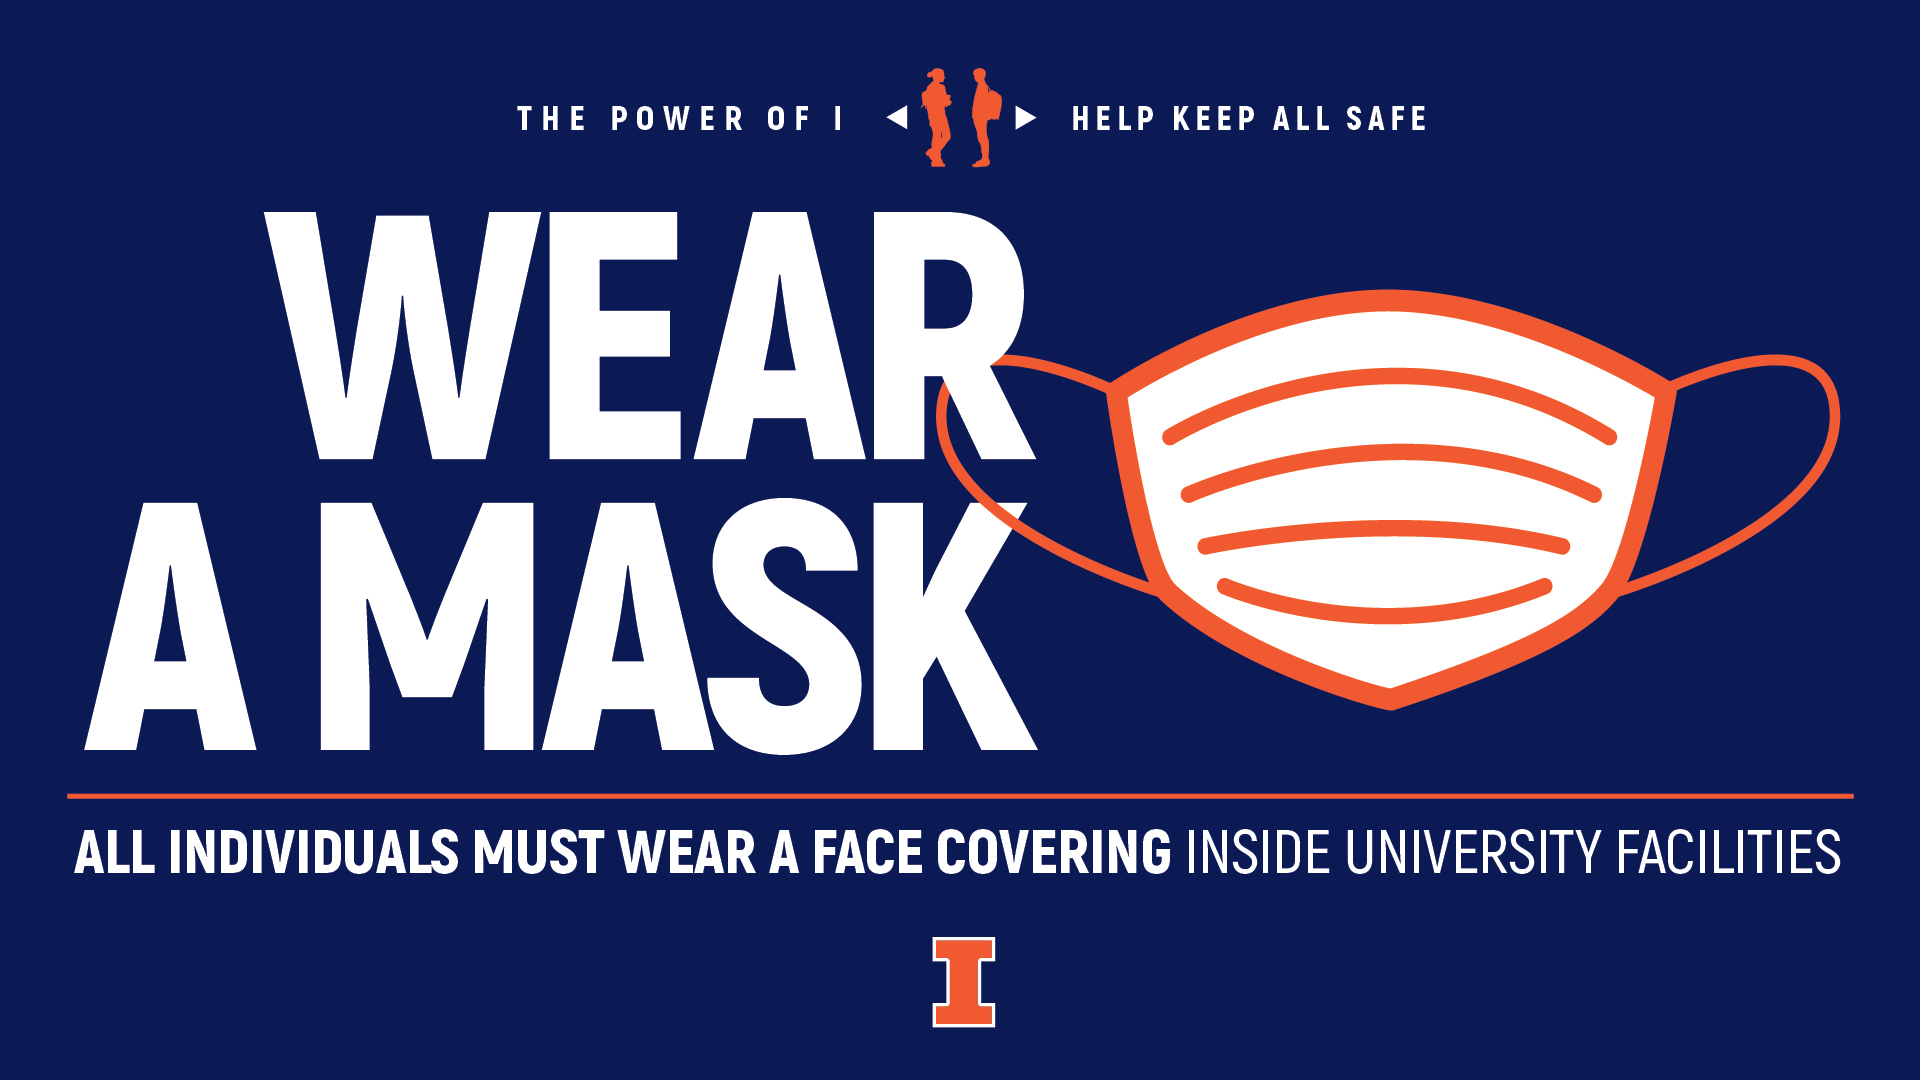 THE POWER OF I HELP KEEP ALL SAFE
WEAR
A MASK
ALL INDIVIDUALS MUST WEAR A FACE COVERING INSIDE UNIVERSITY FACILITIES
I